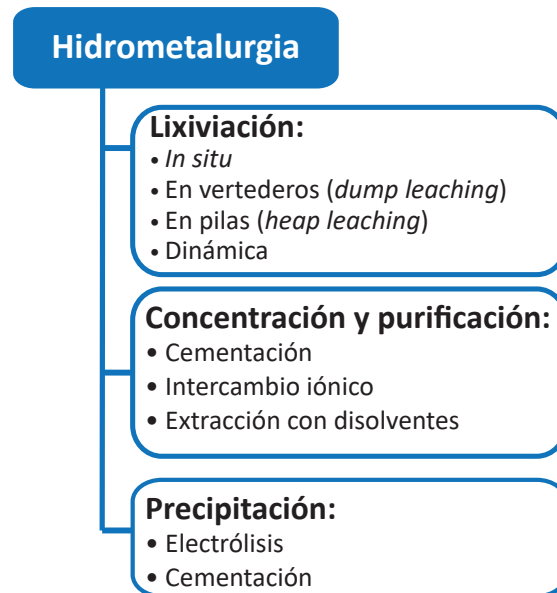 Hidrometalurgia
Lixiviación:
• In situ
• En vertederos (dump leaching)
• En pilas (heap leaching)
• Dinámica
Concentración y purificación:
• Cementación
• Intercambio iónico
• Extracción con disolventes
Precipitación:
• Electrólisis
• Cementación